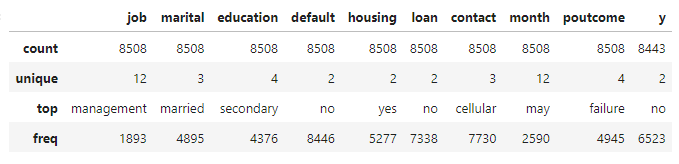 job marital education default housing loan contact month poutcome y
count 8508 8508 8508 8508 8508 8508 8508 8508 8508 8443
unique 12 3 4 2 2 2 3 12 4 2
top management married secondary no yes no cellular may failure no
freq 1893 4895 4376 8446 5277 7338 7730 2590 4945 6523